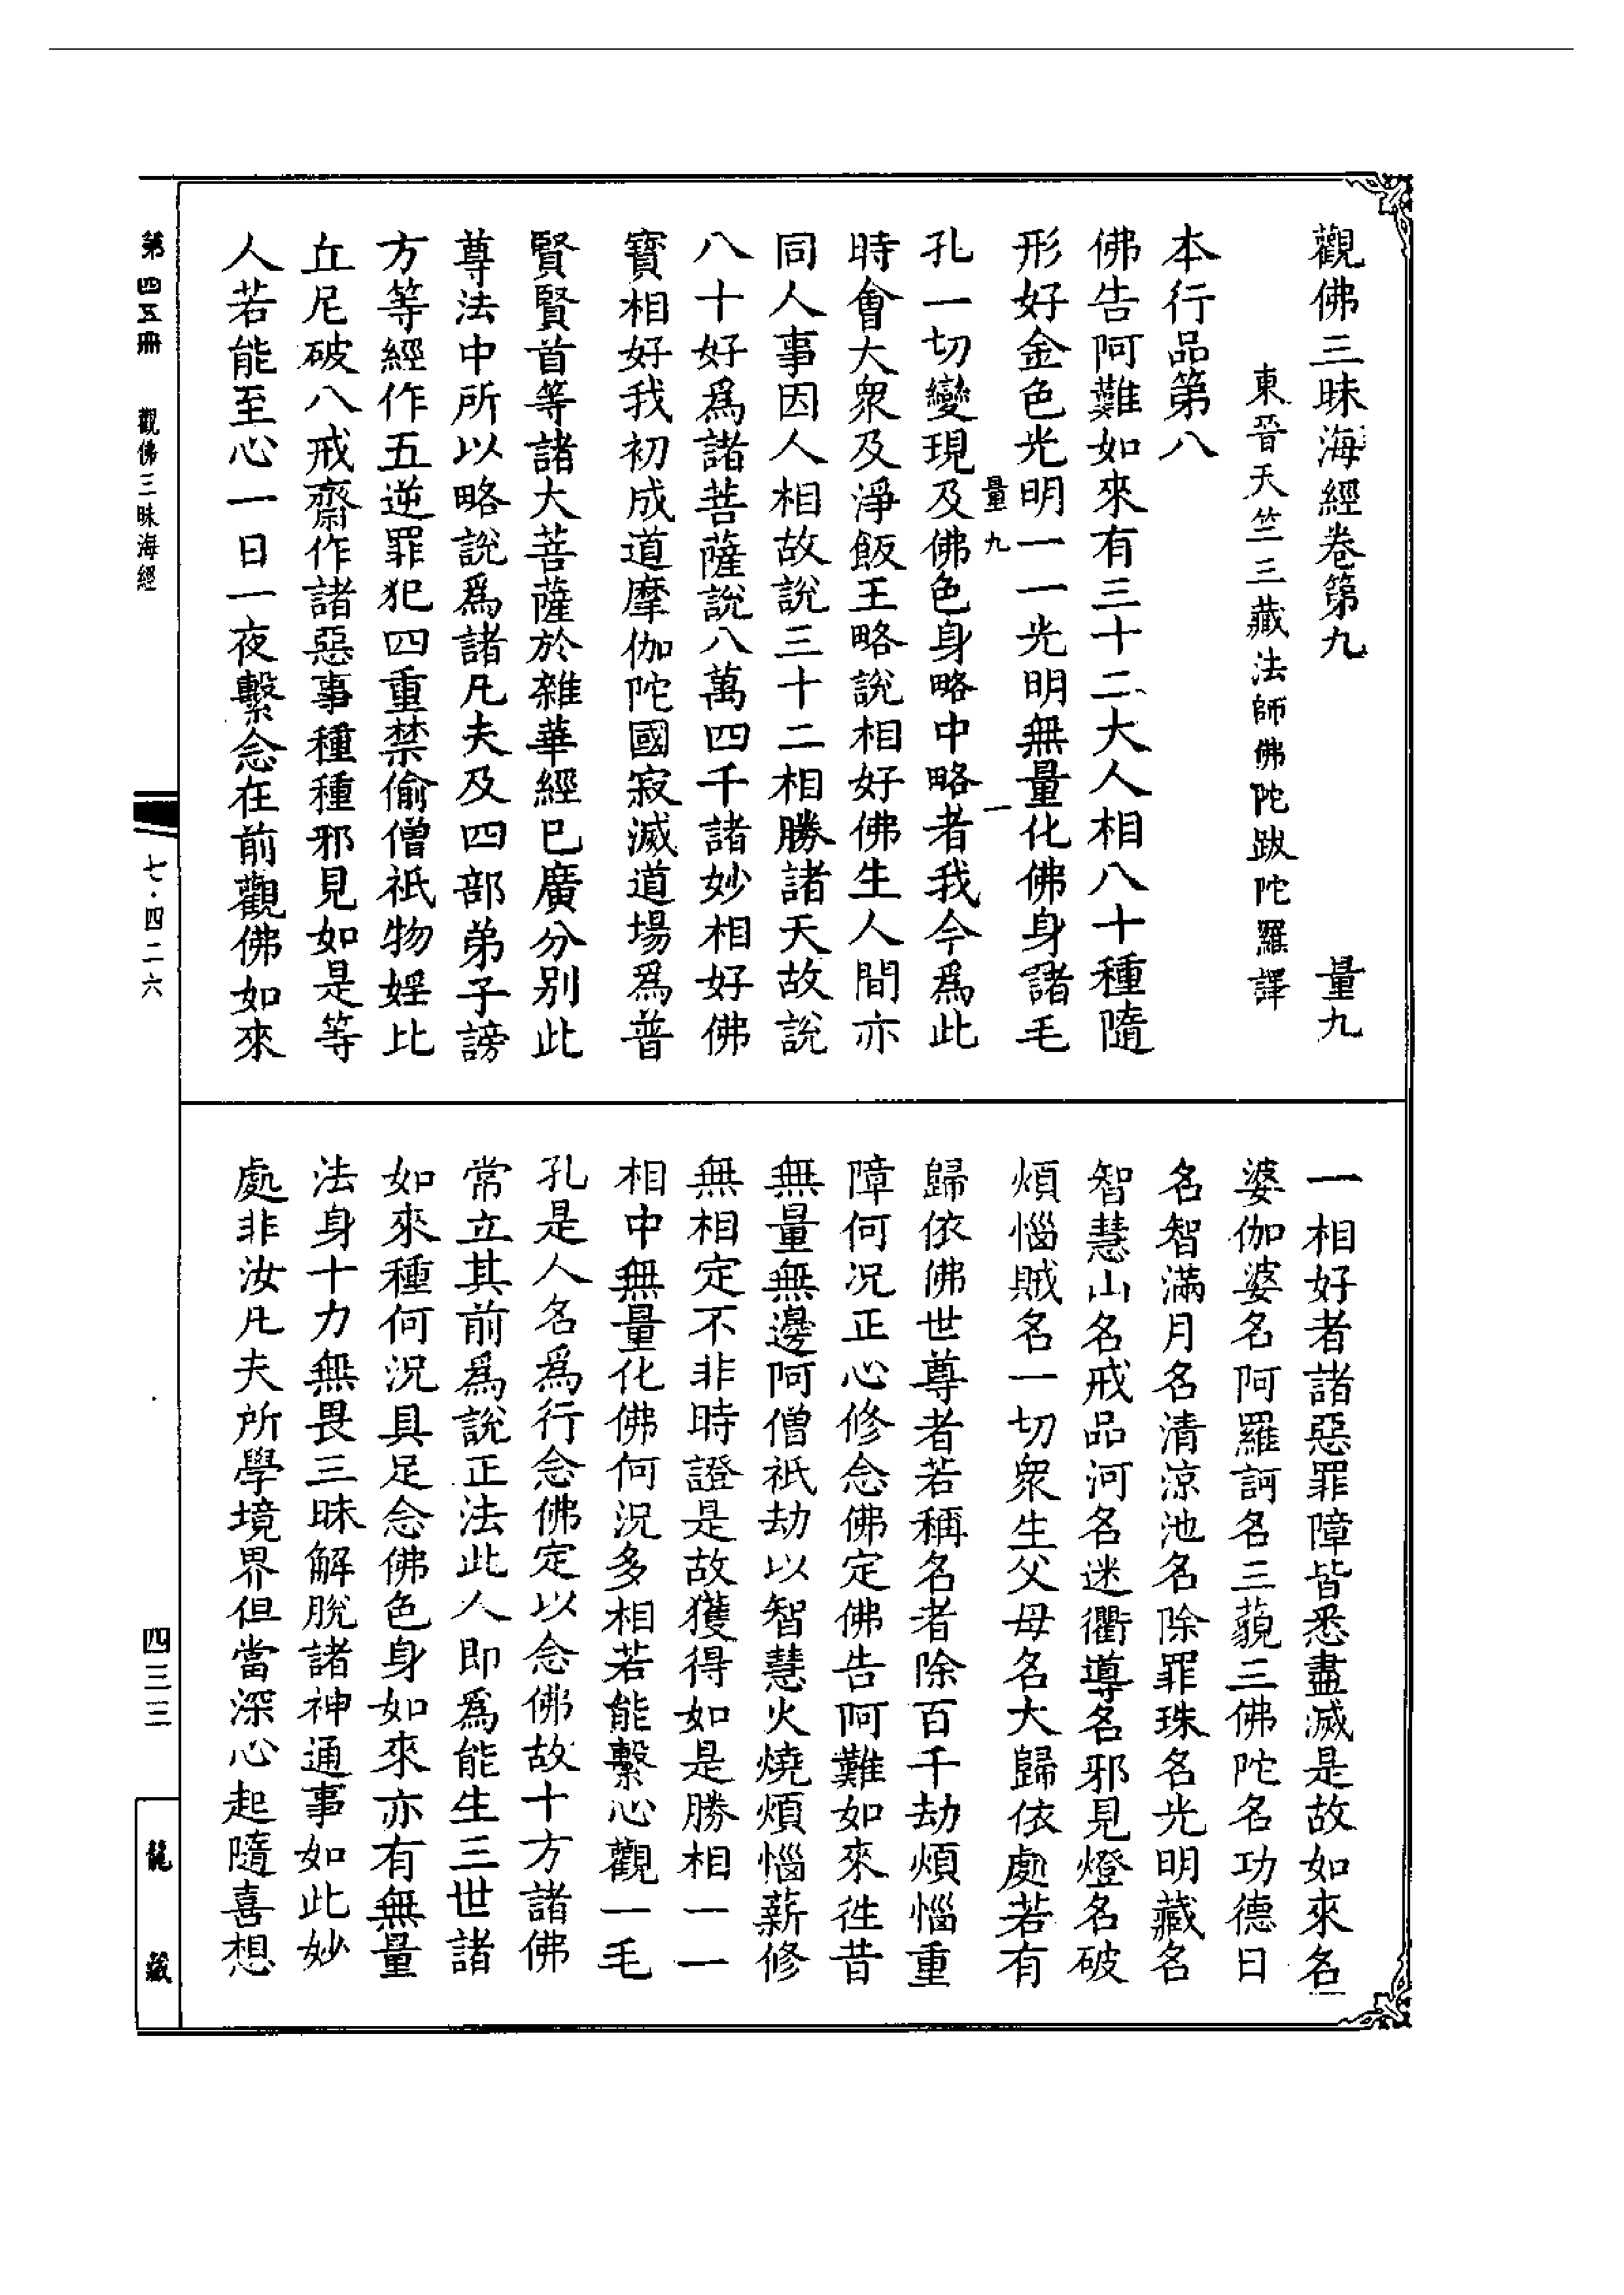 觀佛三昧海經卷第九　量九
東晉天竺三藏法師佛陀跋陀羅譯
本行品第八
佛告阿難如來有三十二大人相八十種隨
形好金色光明一一光明無量化佛身諸毛
量九　一
孔一切變現及佛色身略中略者我今爲此
時會大衆及淨飯王略說相好佛生人間亦
同人事因人相故說三十二相勝諸天故說
八十好爲諸菩薩說八萬四千諸妙相好佛
寶相好我初成道摩伽陀國寂滅道場爲普
賢賢首等諸大菩薩於雜華經已廣分別此
尊法中所以略說爲諸凡夫及四部弟子謗
方等經作五逆罪犯四重禁偷僧祇物婬比
丘尼破八戒齋作諸惡事種種邪見如是等
人若能至心一日一夜繫念在前觀佛如來
一相好者諸惡罪障皆悉盡滅是故如來名
婆伽婆名阿羅訶名三藐三佛陀名功德日
名智滿月名清涼池名除罪珠名光明藏名
智慧山名戒品河名迷衢導名邪見燈名破
煩惱賊名一切衆生父母名大歸依處若有
歸依佛世尊者若稱名者除百千劫煩惱重
障何況正心修念佛定佛告阿難如來徃昔
無量無邊阿僧祇劫以智慧火燒煩惱薪修
無相定不非時證是故獲得如是勝相一一
相中無量化佛何況多相若能繫心觀一毛
孔是人名爲行念佛定以念佛故十方諸佛
常立其前爲說正法此人即爲能生三世諸
如來種何況具足念佛色身如來亦有無量
法身十力無畏三昧解脫諸神通事如此妙
處非汝凡夫所學境界但當深心起隨喜想
第四五冊　觀佛三昧海經　七·四二六　四三三　龍藏